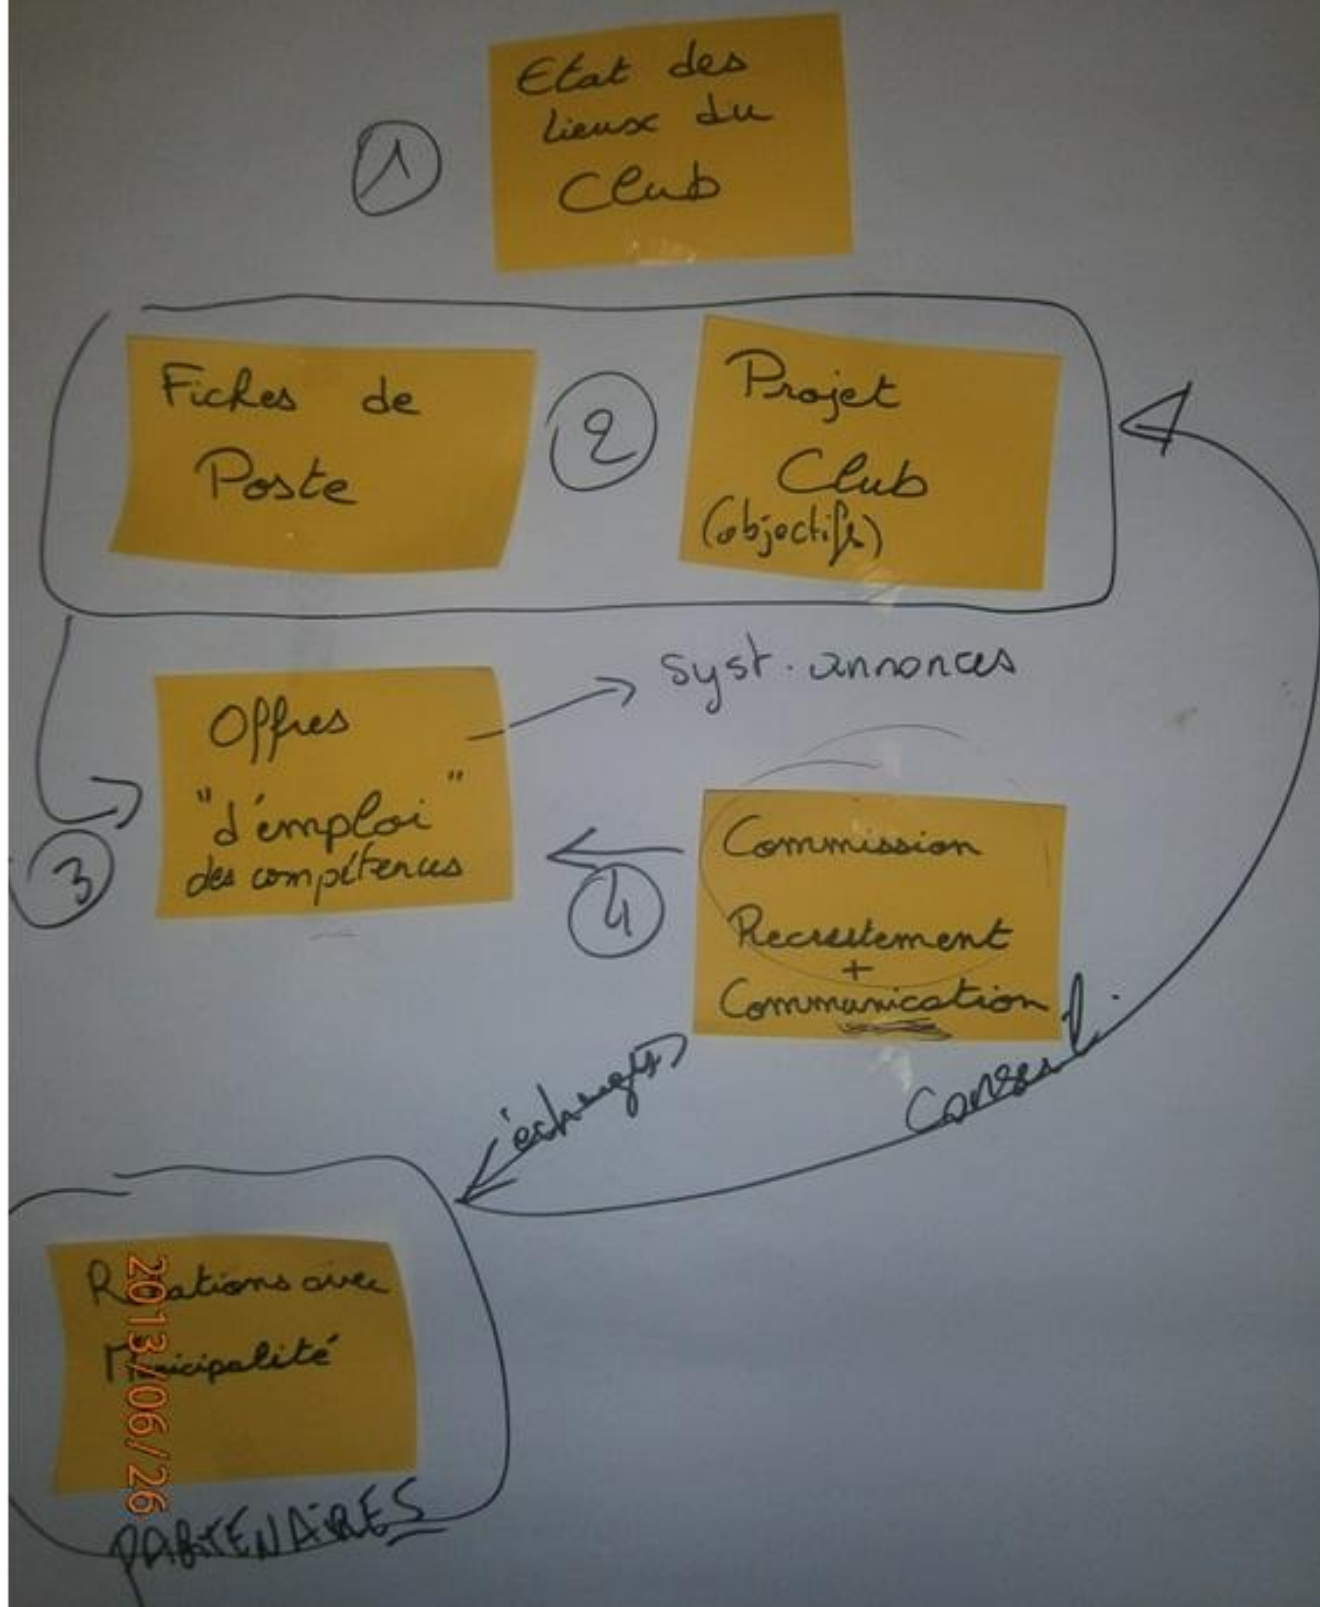 1
Etat des
lieux du
Club
Fiches de
Poste
2
Projet
Club
(objectifs)
Offres
"d'emploi"
des compétences
syst. annonces
3
4
Commission
Recrutement
+
Communication
échanges
Conseil
Relations avec
Municipalité
2013/06/26
PARTENAIRES